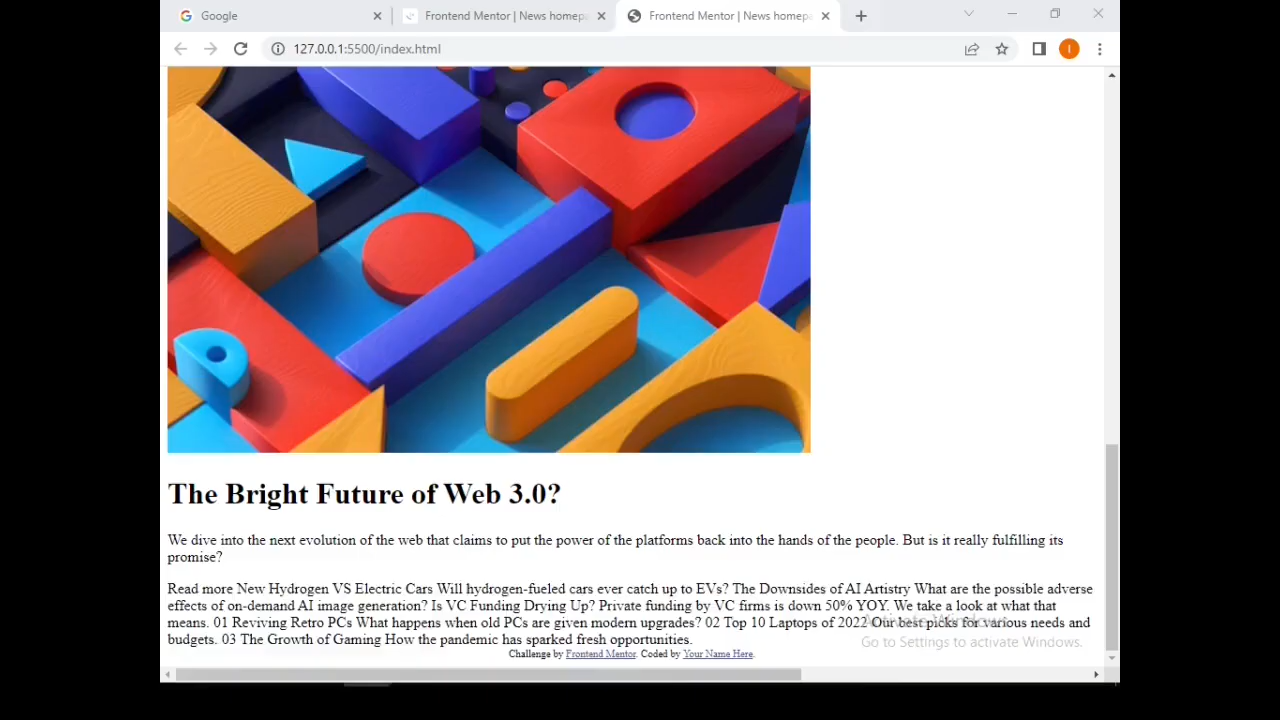 Google
Frontend Mentor | News homepa
Frontend Mentor | News homepa
127.0.0.1:5500/index.html
I
The Bright Future of Web 3.0?
We dive into the next evolution of the web that claims to put the power of the platforms back into the hands of the people. But is it really fulfilling its
promise?
Read more New Hydrogen VS Electric Cars Will hydrogen-fueled cars ever catch up to EVs? The Downsides of AI Artistry What are the possible adverse
effects of on-demand AI image generation? Is VC Funding Drying Up? Private funding by VC firms is down 50% YOY. We take a look at what that
means. 01 Reviving Retro PCs What happens when old PCs are given modern upgrades? 02 Top 10 Laptops of 2022 Our best picks for various needs and
budgets. 03 The Growth of Gaming How the pandemic has sparked fresh opportunities.
Activate Windows
Go to Settings to activate Windows.
Challenge by Frontend Mentor. Coded by Your Name Here.